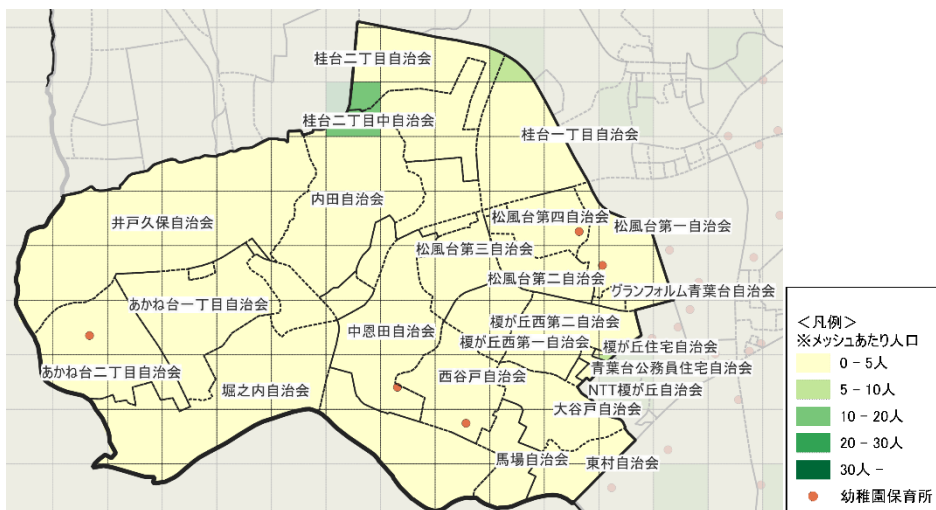 桂台二丁目自治会
桂台二丁目中自治会
桂台一丁目自治会
内田自治会
井戸久保自治会
松風台第四自治会
松風台第一自治会
松風台第三自治会
松風台第二自治会
グランフォルム青葉台自治会
あかね台一丁目自治会
中恩田自治会
榎が丘西第二自治会
榎が丘西第一自治会
榎が丘住宅自治会
青葉台公務員住宅自治会
あかね台二丁目自治会
西谷戸自治会
NTT榎が丘自治会
堀之内自治会
大谷戸自治会
馬場自治会
東村自治会
＜凡例＞
※メッシュあたり人口
0 - 5人
5 - 10人
10 - 20人
20 - 30人
30人 -
幼稚園保育所